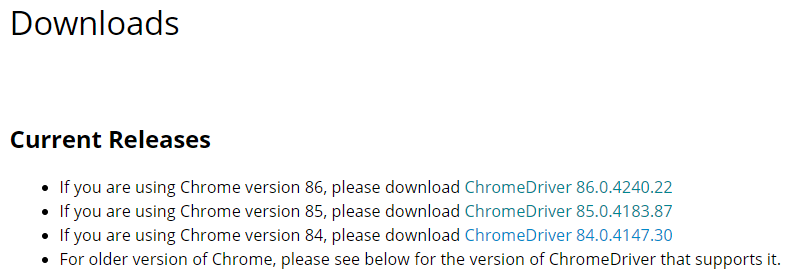 Downloads
Current Releases
• If you are using Chrome version 86, please download ChromeDriver 86.0.4240.22
• If you are using Chrome version 85, please download ChromeDriver 85.0.4183.87
• If you are using Chrome version 84, please download ChromeDriver 84.0.4147.30
• For older version of Chrome, please see below for the version of ChromeDriver that supports it.